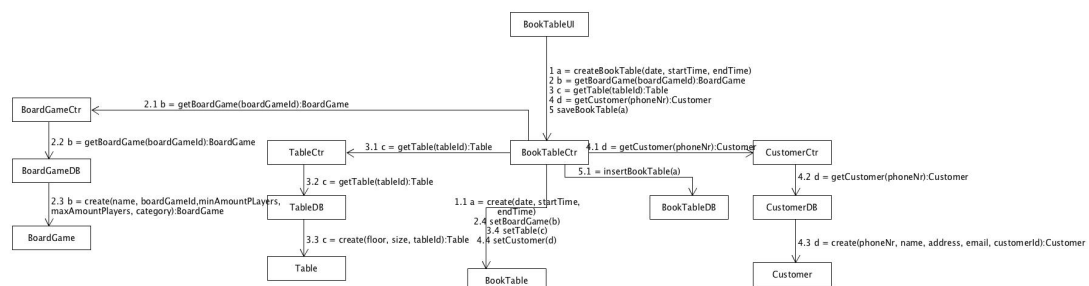 BookTableUI
1 a = createBookTable(date, startTime, endTime)
2 b = getBoardGame(boardGameId):BoardGame
3 c = getTable(tableId):Table
4 d = getCustomer(phoneNr):Customer
5 saveBookTable(a)
BoardGameCtr
2.1 b = getBoardGame(boardGameId):BoardGame
2.2 b = getBoardGame(boardGameId):BoardGame
TableCtr
3.1 c = getTable(tableId):Table
BookTableCtr
4.1 d = getCustomer(phoneNr):Customer
CustomerCtr
BoardGameDB
3.2 c = getTable(tableId):Table
5.1 = insertBookTable(a)
4.2 d = getCustomer(phoneNr):Customer
2.3 b = create(name, boardGameId,minAmountPLayers,
maxAmountPlayers, category):BoardGame
TableDB
1.1 a = create(date, startTime,
endTime)
2.4 setBoardGame(b)
3.4 setTable(c)
4.4 setCustomer(d)
BookTableDB
CustomerDB
BoardGame
3.3 c = create(floor, size, tableId):Table
4.3 d = create(phoneNr, name, address, email, customerId):Customer
Table
BookTable
Customer